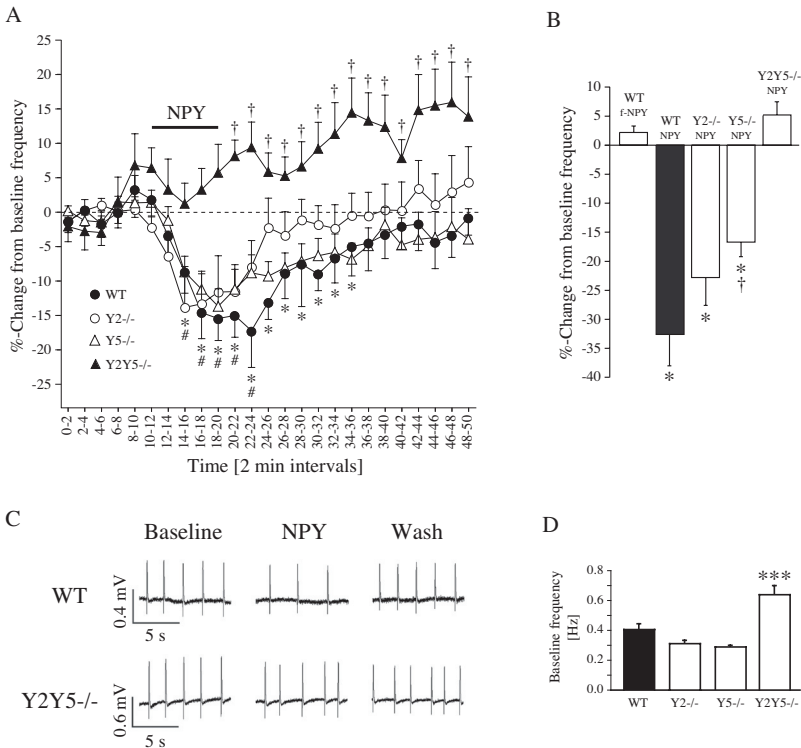 A
%-Change from baseline frequency
25
20
15
10
5
0
-5
-10
-15
-20
-25
NPY
† † † † † † † † † † † † † † †
WT
Y2-/-
Y5-/-
Y2Y5-/-
* * * * * * * * * * *
# # # # #
0-2 2-4 4-6 6-8 8-10 10-12 12-14 14-16 16-18 18-20 20-22 22-24 24-26 26-28 28-30 30-32 32-34 34-36 36-38 38-40 40-42 42-44 44-46 46-48 48-50
Time [2 min intervals]
B
%-Change from baseline frequency
10
5
0
-5
-10
-15
-20
-25
-30
-35
-40
WT
f-NPY
WT
NPY
Y2-/-
NPY
Y5-/-
NPY
Y2Y5-/-
NPY
*
*
*
†
C
Baseline NPY Wash
WT
0.4 mV
5 s
Y2Y5-/-
0.6 mV
5 s
D
Baseline frequency
[Hz]
0.8
0.6
0.4
0.2
0.0
***
WT Y2-/- Y5-/- Y2Y5-/-